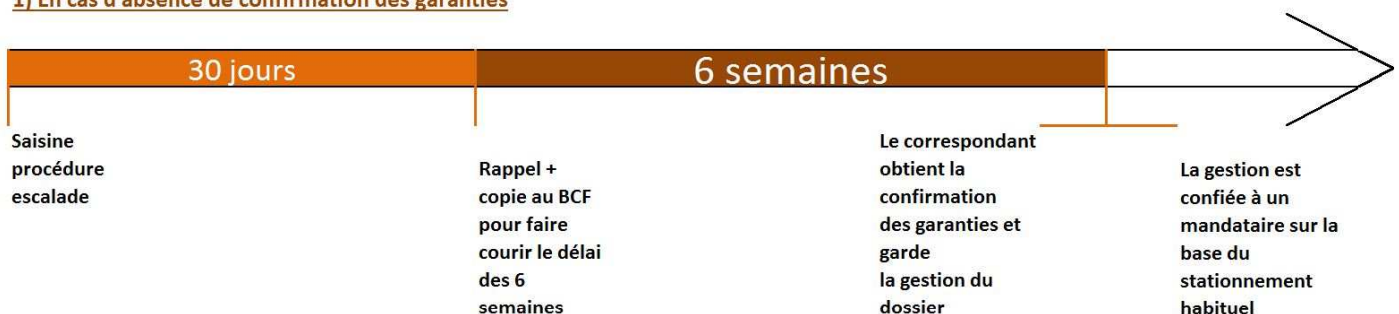 1) En cas d'absence de confirmation des garanties
30 jours
6 semaines
Saisine
procédure
escalade
Rappel +
copie au BCF
pour faire
courir le délai
des 6
semaines
Le correspondant
obtient la
confirmation
des garanties et
garde
la gestion du
dossier
La gestion est
confiée à un
mandataire sur la
base du
stationnement
habituel